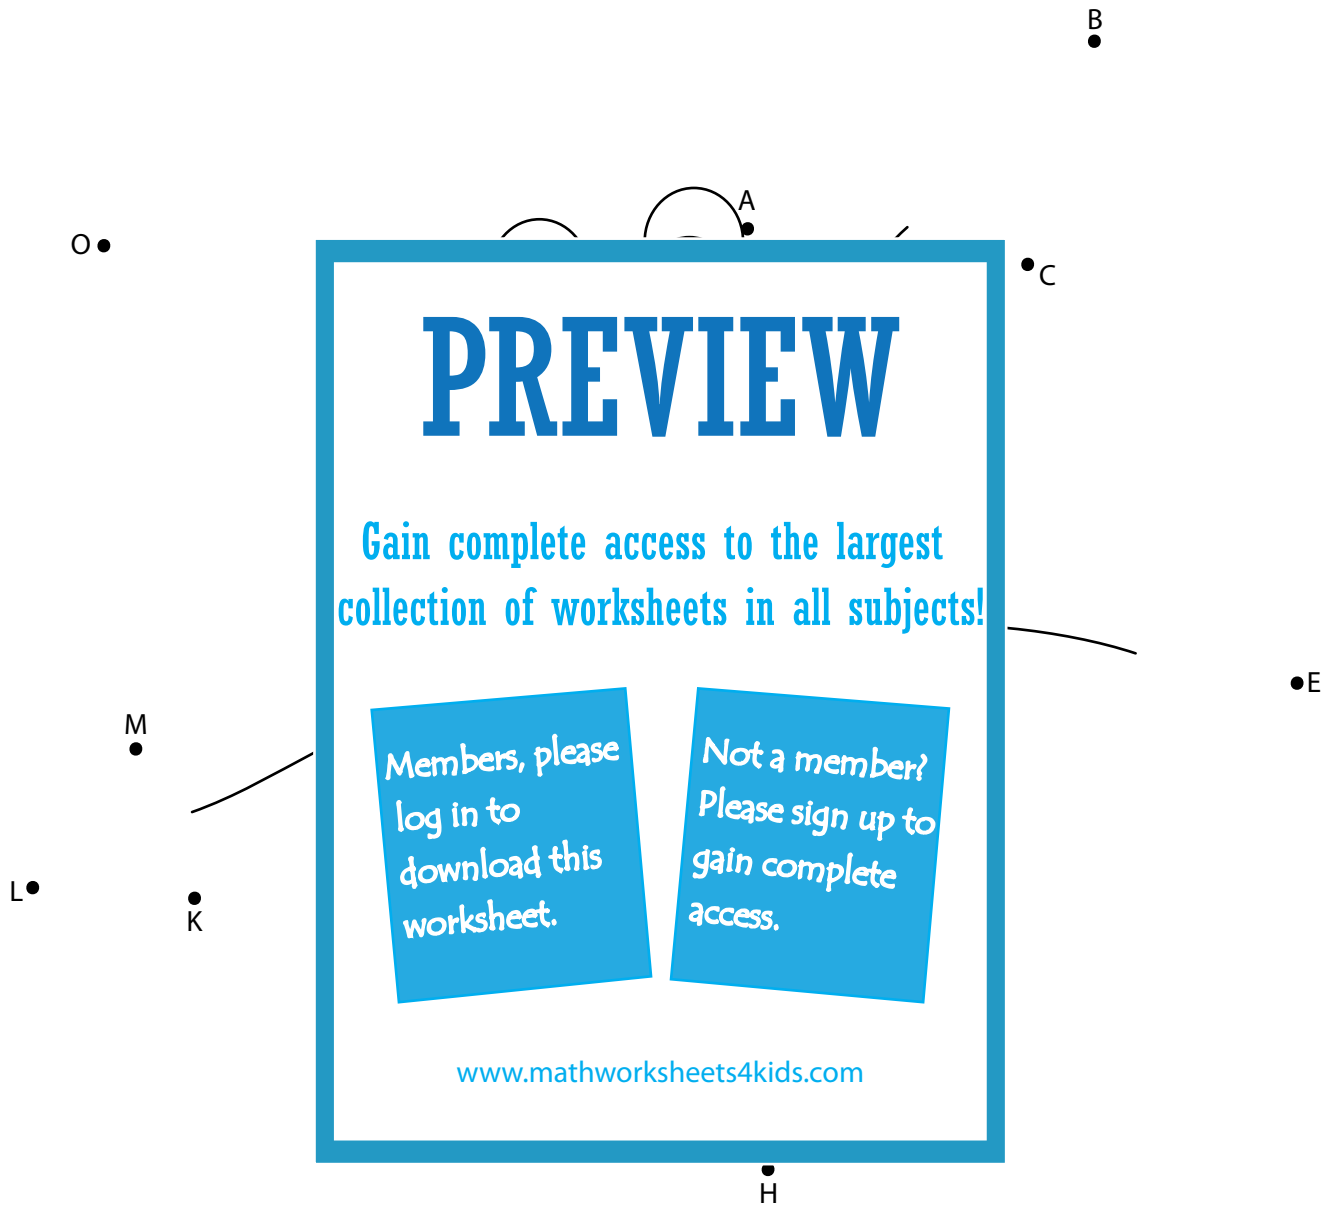 B
A
O
C
PREVIEW
Gain complete access to the largest
collection of worksheets in all subjects!
E
M
Members, please
log in to
download this
worksheet.
Not a member?
Please sign up to
gain complete
access.
L
K
www.mathworksheets4kids.com
H